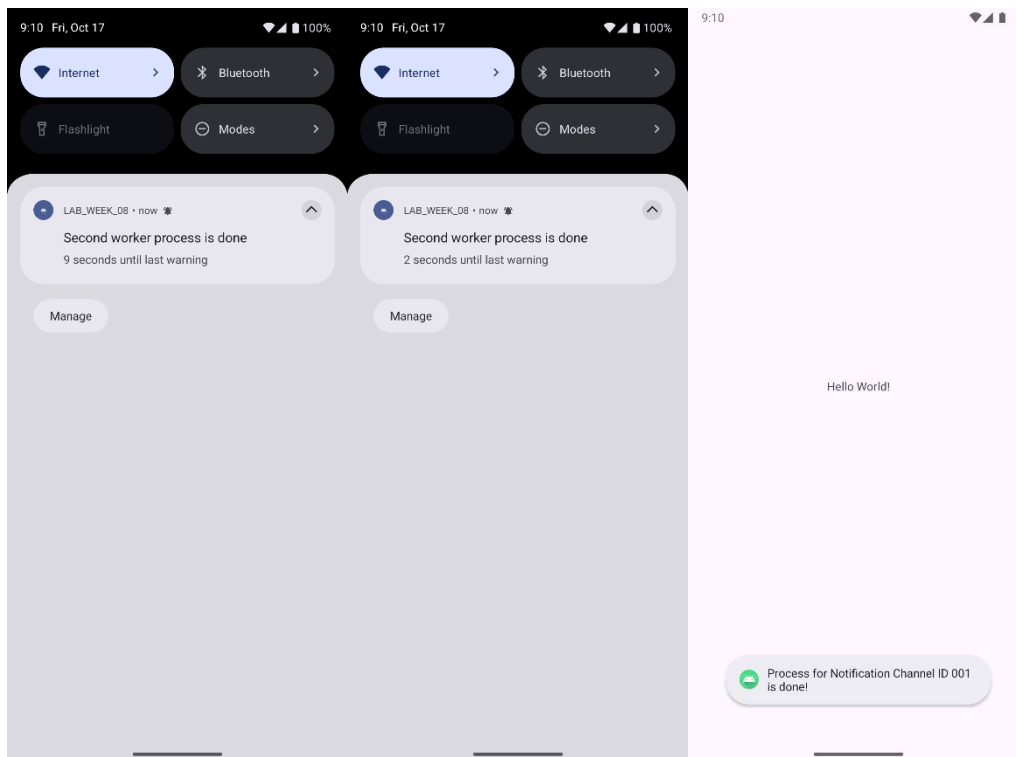 9:10 Fri, Oct 17 100%
Internet Bluetooth
Flashlight Modes
LAB_WEEK_08 • now
Second worker process is done
9 seconds until last warning
Manage
9:10 Fri, Oct 17 100%
Internet Bluetooth
Flashlight Modes
LAB_WEEK_08 • now
Second worker process is done
2 seconds until last warning
Manage
9:10
Hello World!
Process for Notification Channel ID 001
is done!